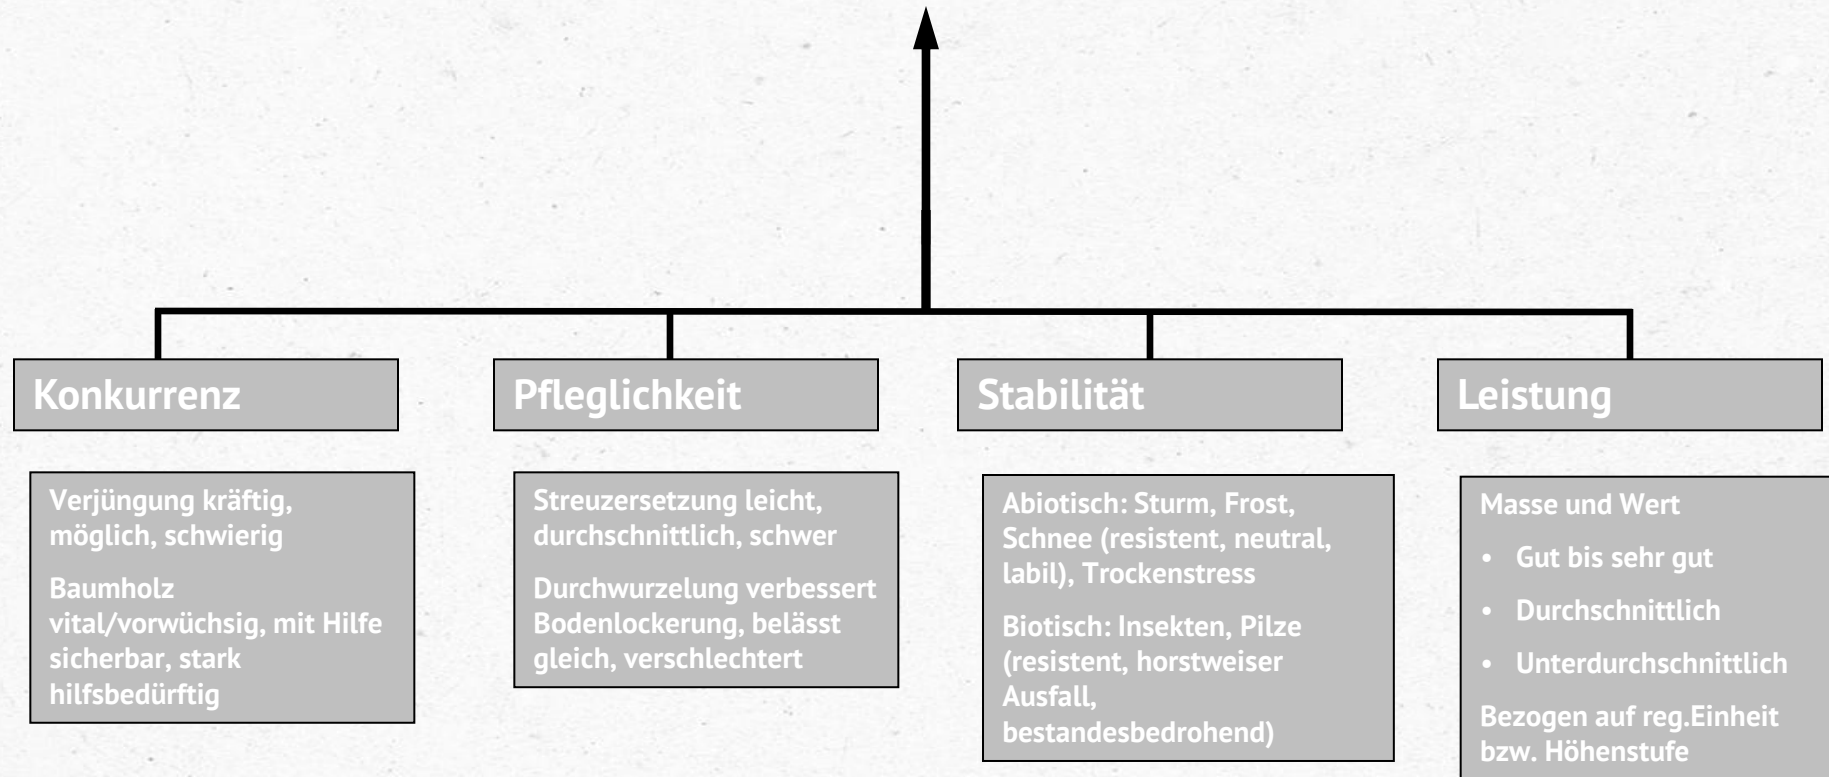 Konkurrenz
Verjüngung kräftig,
möglich, schwierig
Baumholz
vital/vorwüchsig, mit Hilfe
sicherbar, stark
hilfsbedürftig
Pfleglichkeit
Streuzersetzung leicht,
durchschnittlich, schwer
Durchwurzelung verbessert
Bodenlockerung, belässt
gleich, verschlechtert
Stabilität
Abiotisch: Sturm, Frost,
Schnee (resistent, neutral,
labil), Trockenstress
Biotisch: Insekten, Pilze
(resistent, horstweiser
Ausfall,
bestandesbedrohend)
Leistung
Masse und Wert
• Gut bis sehr gut
• Durchschnittlich
• Unterdurchschnittlich
Bezogen auf reg.Einheit
bzw. Höhenstufe